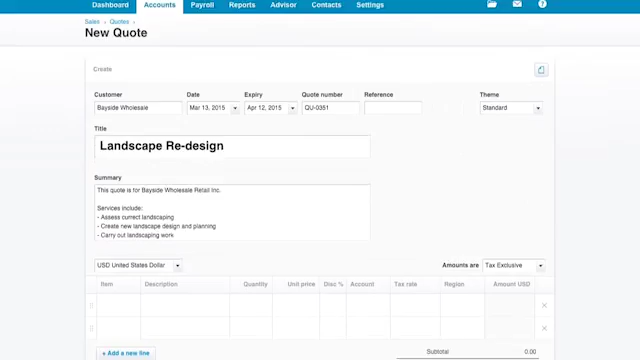 Dashboard Accounts Payroll Reports Advisor Contacts Settings
Sales › Quotes ›
New Quote
Create
Customer Date Expiry Quote number Reference Theme
Bayside Wholesale Mar 13, 2015 Apr 12, 2015 QU-0351 Standard
Title
Landscape Re-design
Summary
This quote is for Bayside Wholesale Retail Inc.
Services include:
- Assess currect landscaping
- Create new landscape design and planning
- Carry out landscaping work
USD United States Dollar Amounts are Tax Exclusive
Item Description Quantity Unit price Disc % Account Tax rate Region Amount USD
+ Add a new line
Subtotal 0.00